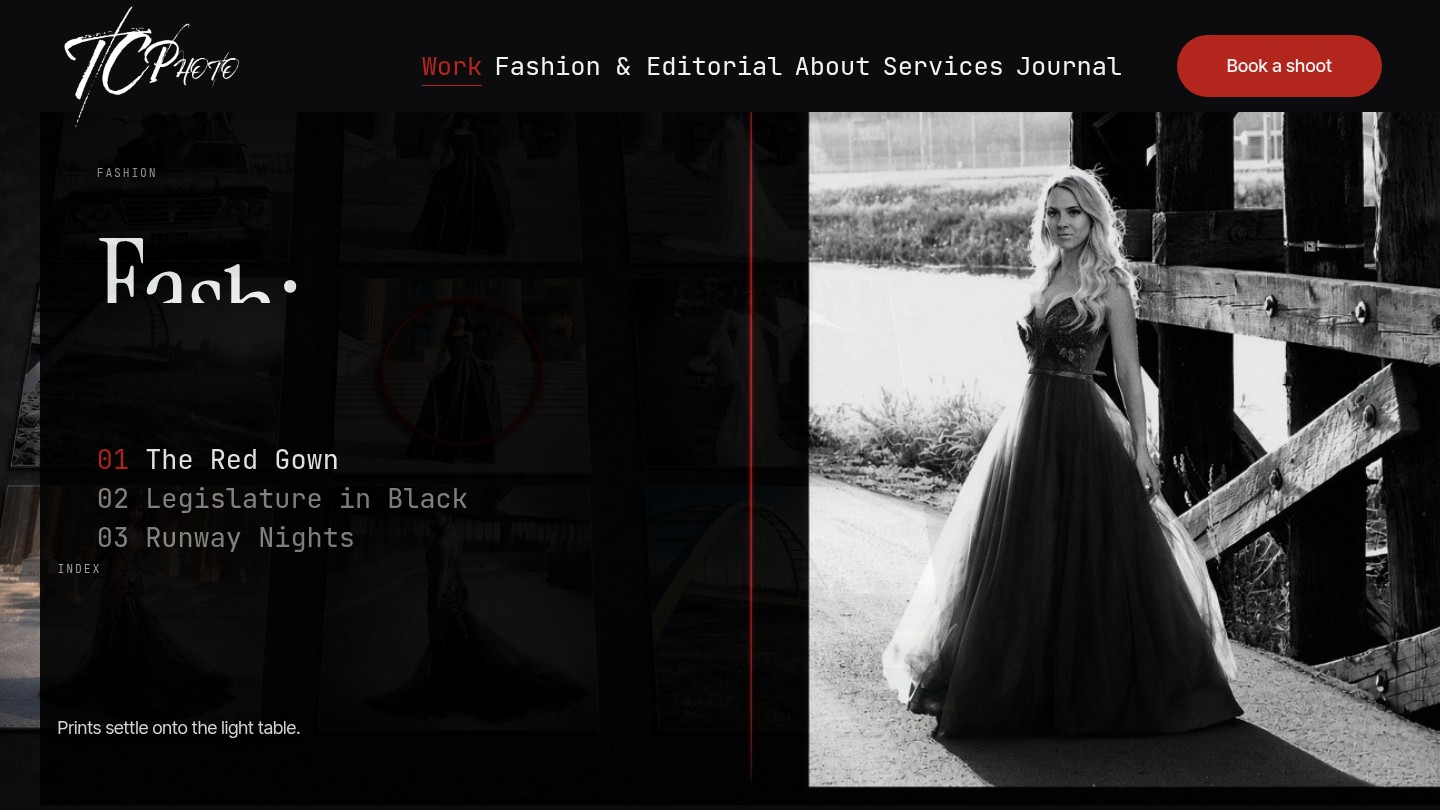 TCPhoto
Work Fashion & Editorial About Services Journal
Book a shoot
FASHION
Fashi
01 The Red Gown
02 Legislature in Black
03 Runway Nights
INDEX
Prints settle onto the light table.